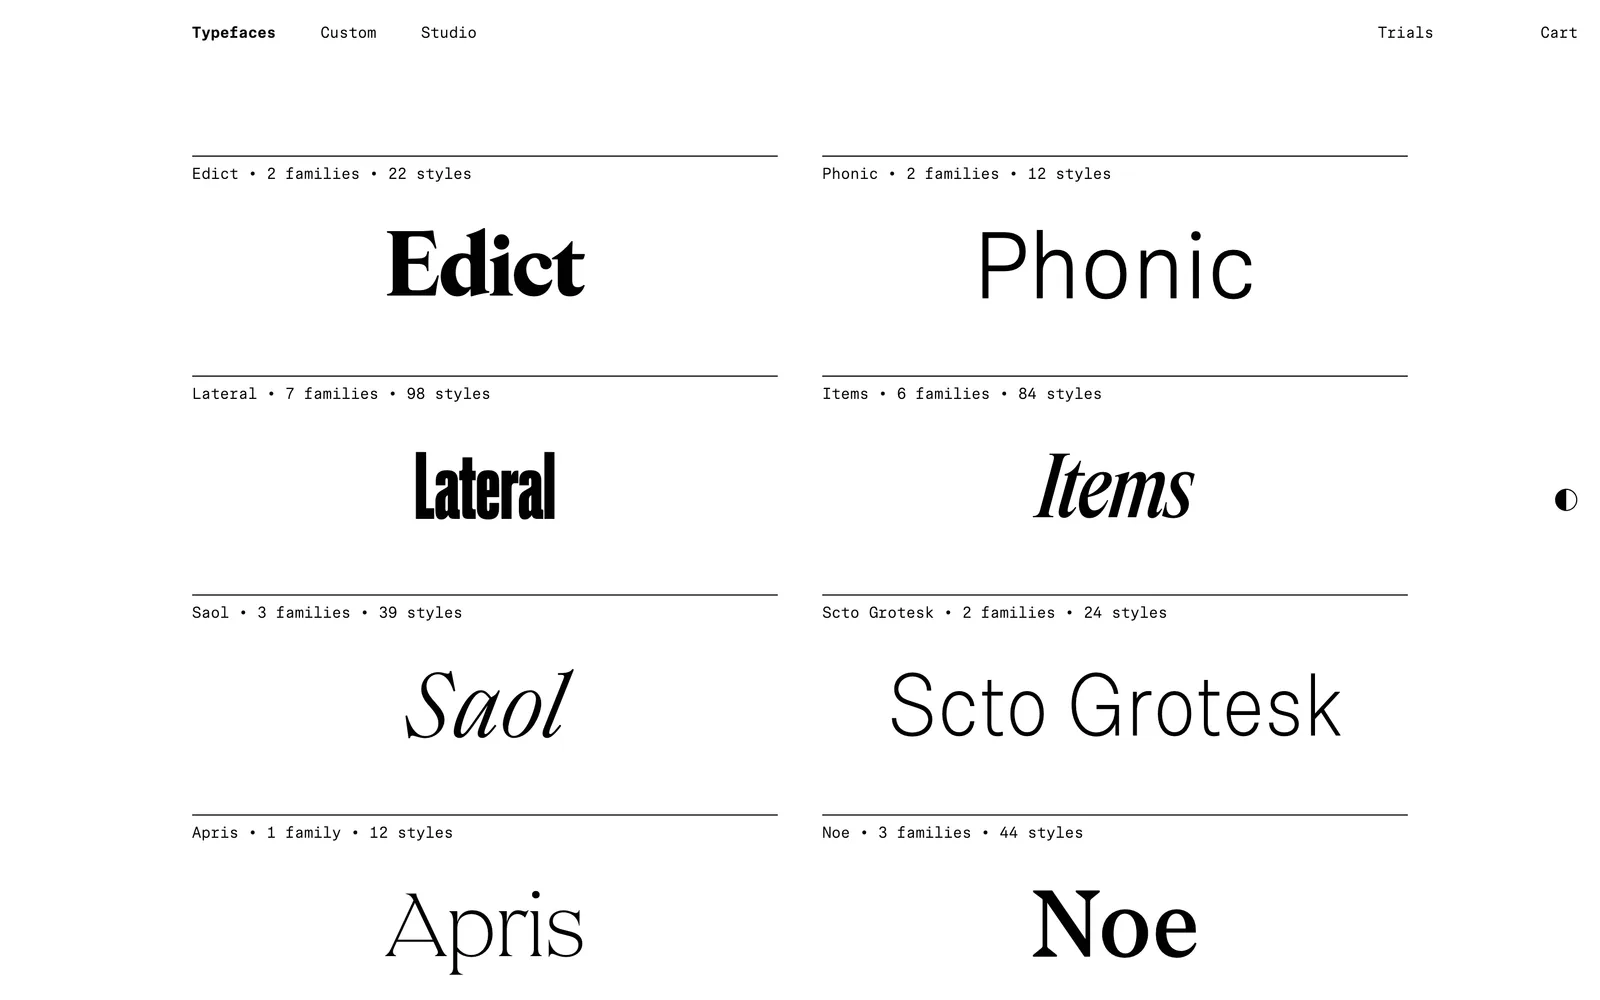 Typefaces Custom Studio Trials Cart
Edict • 2 families • 22 styles
Edict
Phonic • 2 families • 12 styles
Phonic
Lateral • 7 families • 98 styles
Lateral
Items • 6 families • 84 styles
Items
Saol • 3 families • 39 styles
Saol
Scto Grotesk • 2 families • 24 styles
Scto Grotesk
Apris • 1 family • 12 styles
Apris
Noe • 3 families • 44 styles
Noe